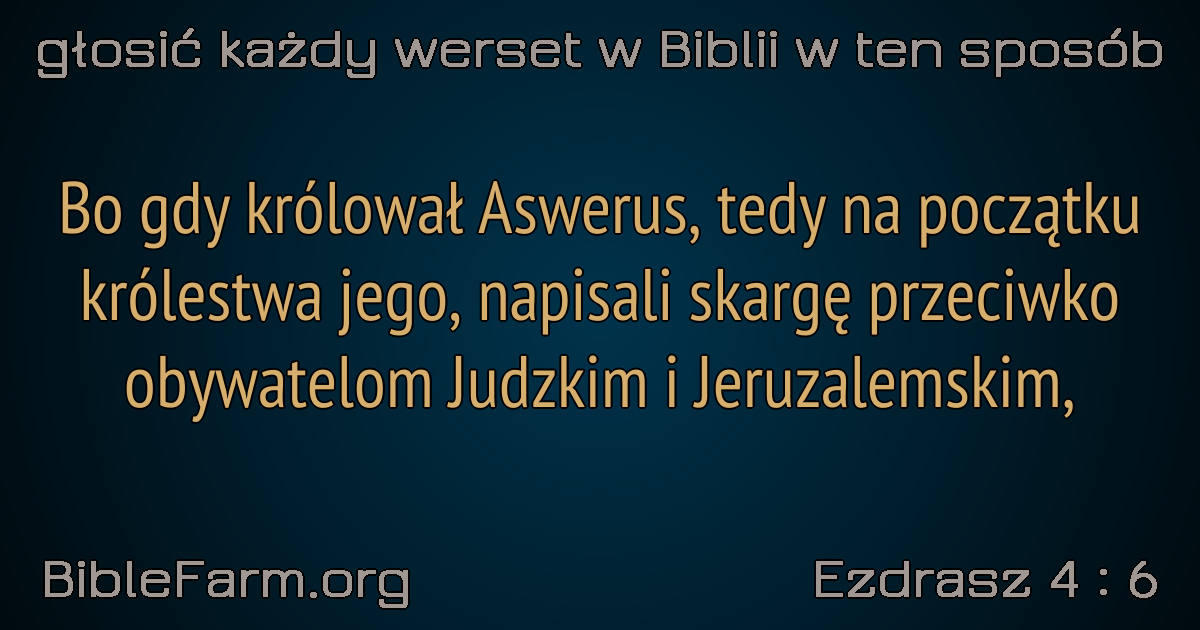 głosić każdy werset w Biblii w ten sposób
Bo gdy królował Aswerus, tedy na początku
królestwa jego, napisali skargę przeciwko
obywatelom Judzkim i Jeruzalemskim,
BibleFarm.org
Ezdrasz 4 : 6